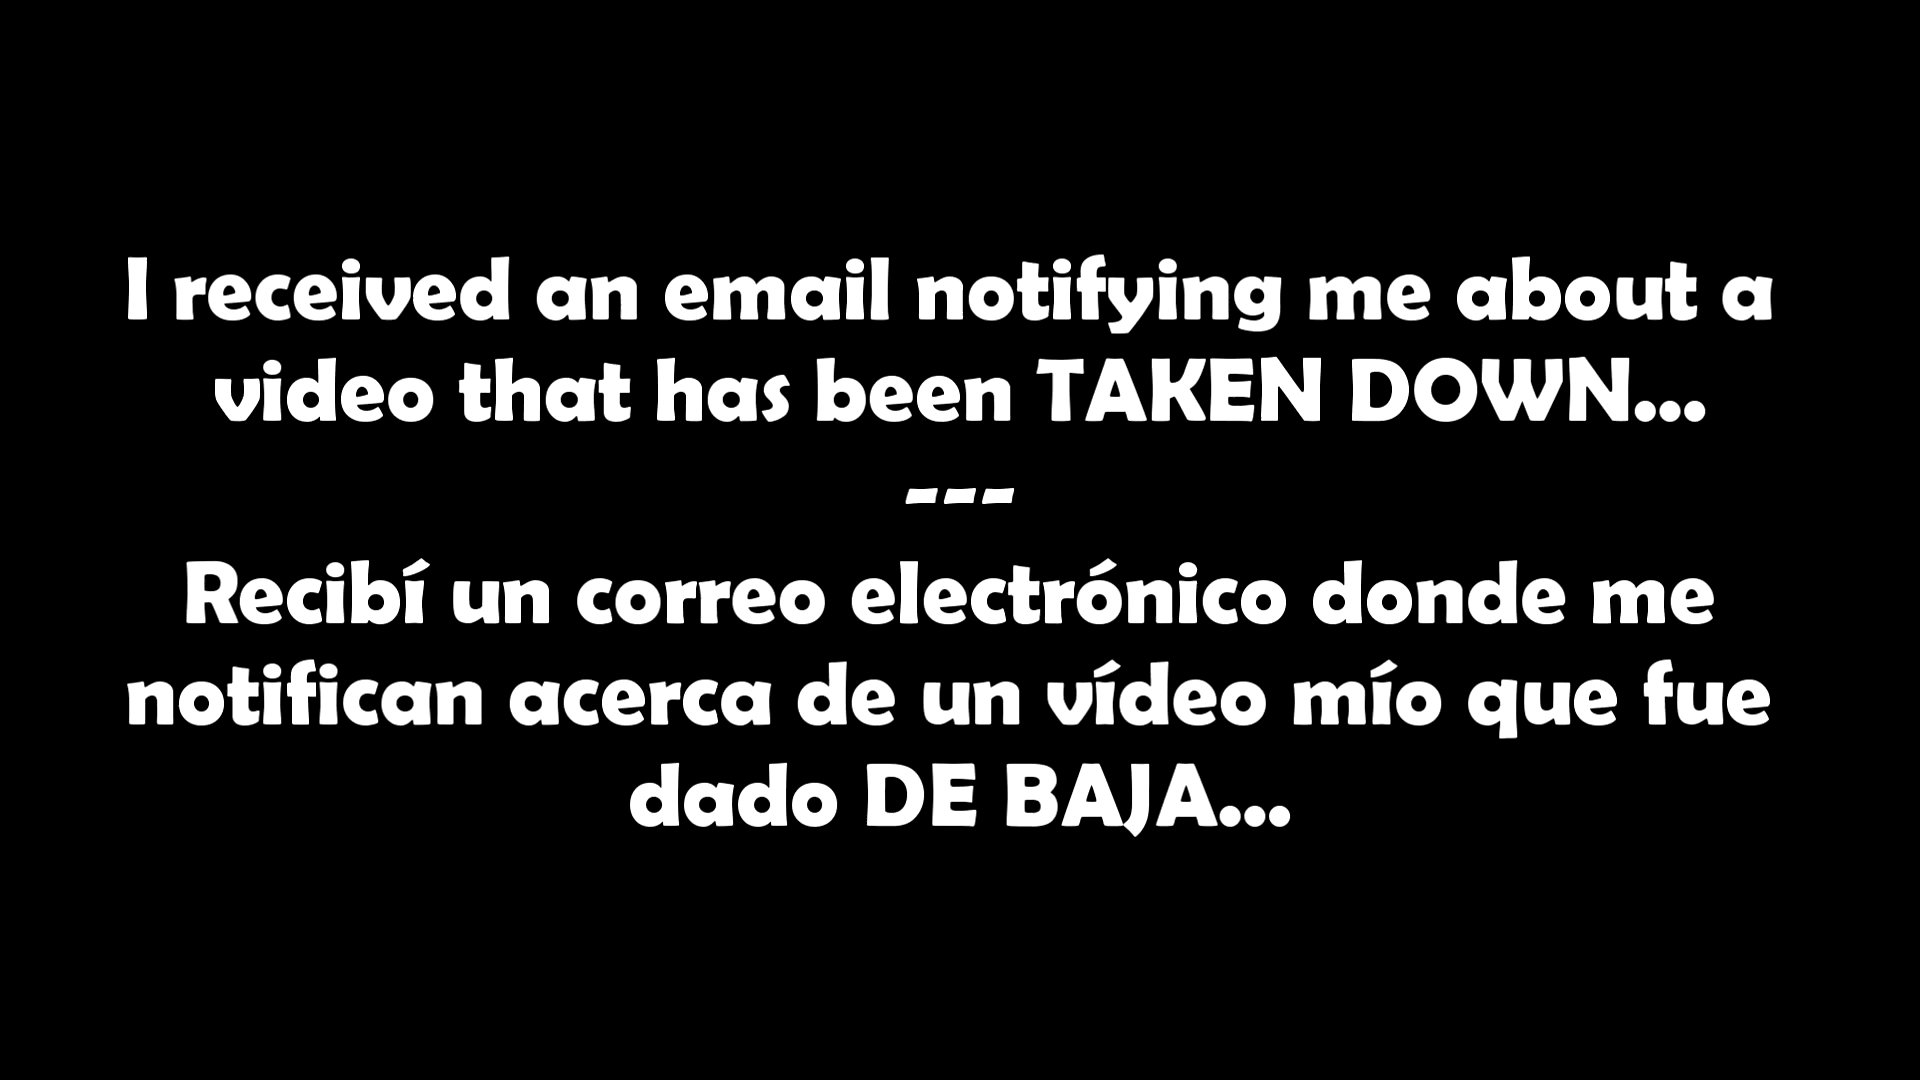 I received an email notifying me about a
video that has been TAKEN DOWN...
---
Recibí un correo electrónico donde me
notifican acerca de un vídeo mío que fue
dado DE BAJA...